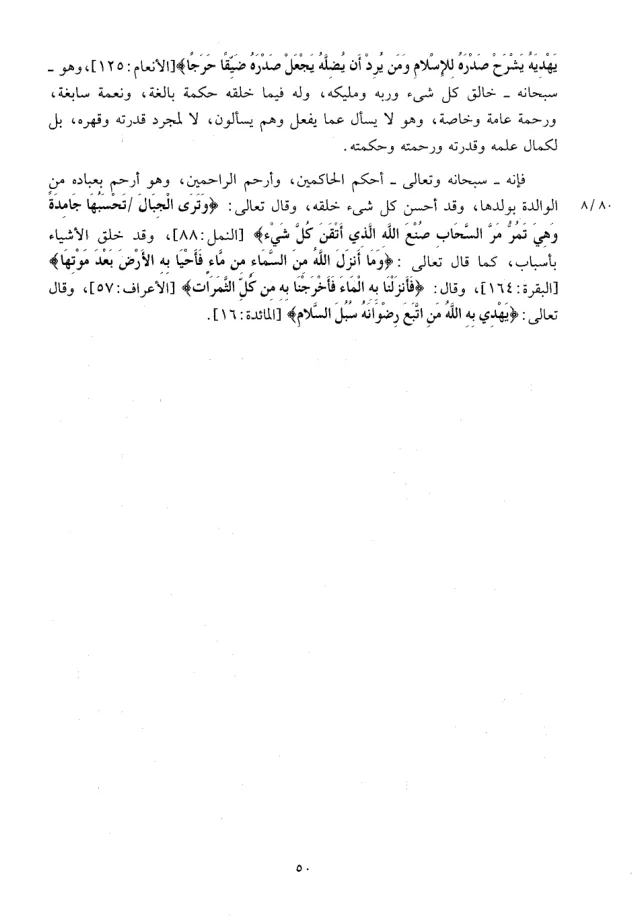 يَهْدِيَهُ يَشْرَحْ صَدْرَهُ لِلإِسْلامِ وَمَن يُرِدْ أَن يُضِلَّهُ يَجْعَلْ صَدْرَهُ ضَيِّقًا حَرَجًا﴾[الأنعام:١٢٥]،وهو ـ
سبحانه ـ خالق كل شىء وربه ومليكه، وله فيما خلقه حكمة بالغة، ونعمة سابغة،
ورحمة عامة وخاصة، وهو لا يسأل عما يفعل وهم يسألون، لا لمجرد قدرته وقهره، بل
لكمال علمه وقدرته ورحمته وحكمته.
فإنه ـ سبحانه وتعالى ـ أحكم الحاكمين، وأرحم الراحمين، وهو أرحم بعباده من
٨/٨٠ الوالدة بولدها، وقد أحسن كل شىء خلقه، وقال تعالى: ﴿وَتَرَى الْجِبَالَ /تَحْسَبُهَا جَامِدَةً
وَهِيَ تَمُرُّ مَرَّ السَّحَابِ صُنْعَ اللَّهِ الَّذِي أَتْقَنَ كُلَّ شَيْءٍ﴾ [النمل:٨٨]، وقد خلق الأشياء
بأسباب، كما قال تعالى :﴿وَمَا أَنزَلَ اللَّهُ مِنَ السَّمَاءِ مِن مَّاءٍ فَأَحْيَا بِهِ الأَرْضَ بَعْدَ مَوْتِهَا﴾
[البقرة:١٦٤]، وقال: ﴿فَأَنزَلْنَا بِهِ الْمَاءَ فَأَخْرَجْنَا بِهِ مِن كُلِّ الثَّمَرَاتِ﴾ [الأعراف:٥٧]، وقال
تعالى:﴿يَهْدِي بِهِ اللَّهُ مَنِ اتَّبَعَ رِضْوَانَهُ سُبُلَ السَّلامِ﴾ [المائدة:١٦].
٥٠